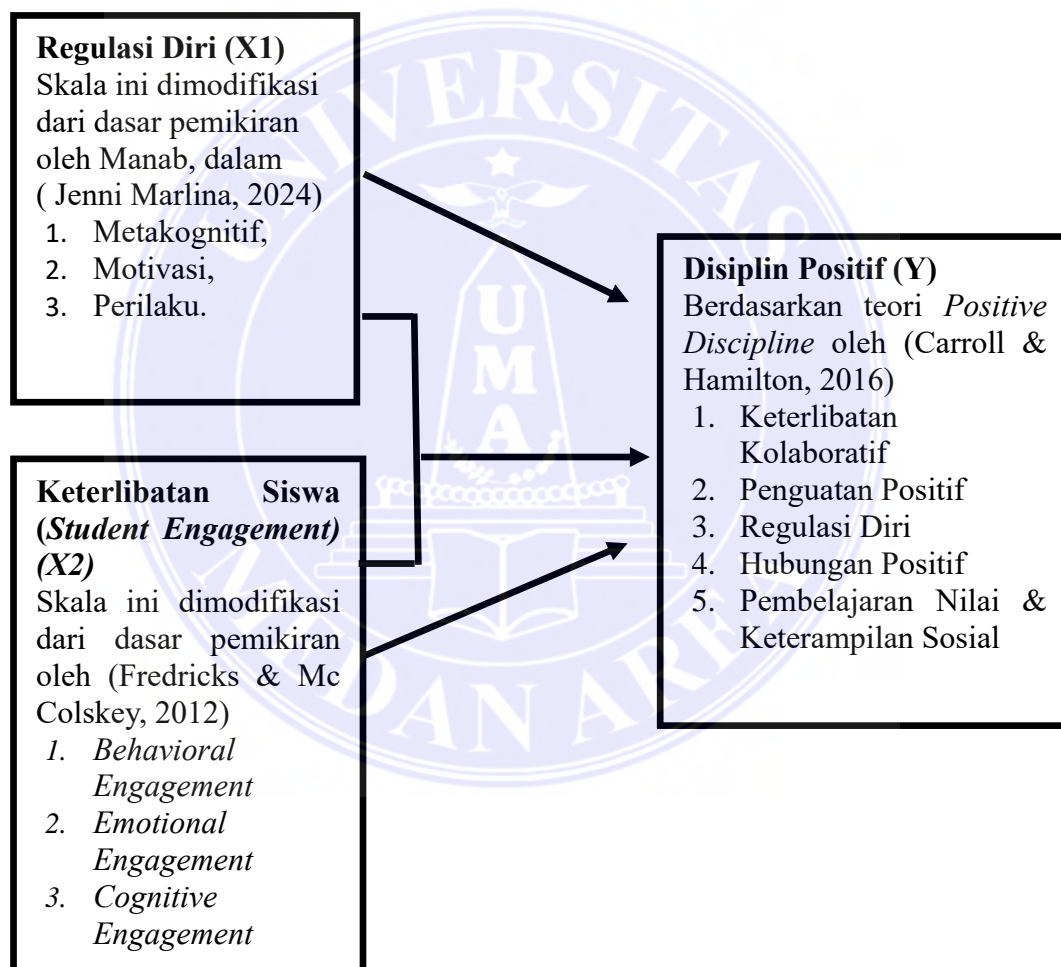 Regulasi Diri (X1)
Skala ini dimodifikasi
dari dasar pemikiran
oleh Manab, dalam
( Jenni Marlina, 2024)
1. Metakognitif,
2. Motivasi,
3. Perilaku.
Disiplin Positif (Y)
Berdasarkan teori Positive
Discipline oleh (Carroll &
Hamilton, 2016)
1. Keterlibatan
Kolaboratif
2. Penguatan Positif
3. Regulasi Diri
4. Hubungan Positif
5. Pembelajaran Nilai &
Keterampilan Sosial
Keterlibatan Siswa
(Student Engagement)
(X2)
Skala ini dimodifikasi
dari dasar pemikiran
oleh (Fredricks & Mc
Colskey, 2012)
1. Behavioral
Engagement
2. Emotional
Engagement
3. Cognitive
Engagement
UNIVERSITAS
MEDAN AREA
U
M
A